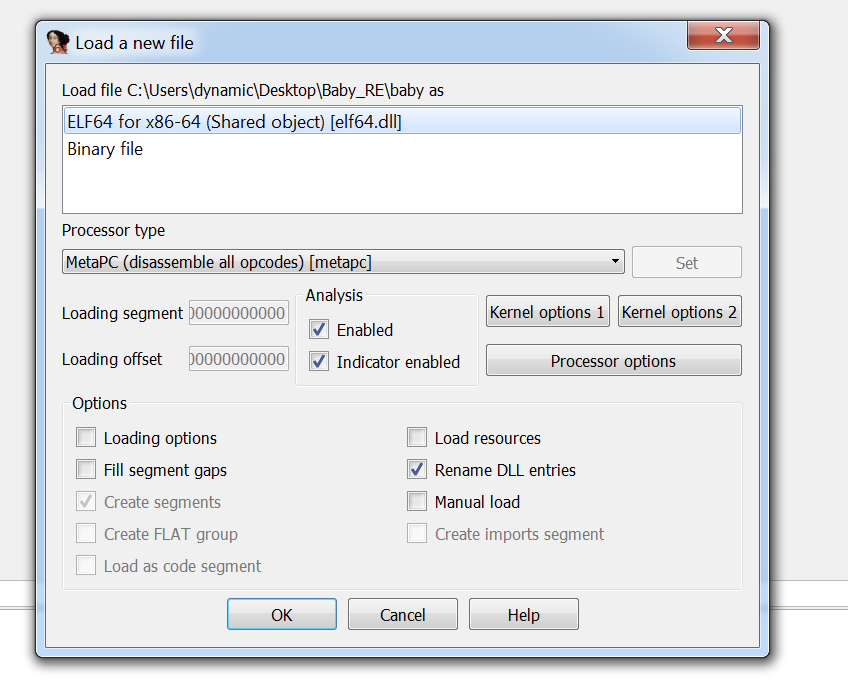 Load a new file
Load file C:\Users\dynamic\Desktop\Baby_RE\baby as
ELF64 for x86-64 (Shared object) [elf64.dll]
Binary file
Processor type
MetaPC (disassemble all opcodes) [metapc]
Set
Loading segment
00000000000
Analysis
Enabled
Kernel options 1
Kernel options 2
Loading offset
00000000000
Indicator enabled
Processor options
Options
Loading options
Load resources
Fill segment gaps
Rename DLL entries
Create segments
Manual load
Create FLAT group
Create imports segment
Load as code segment
OK
Cancel
Help